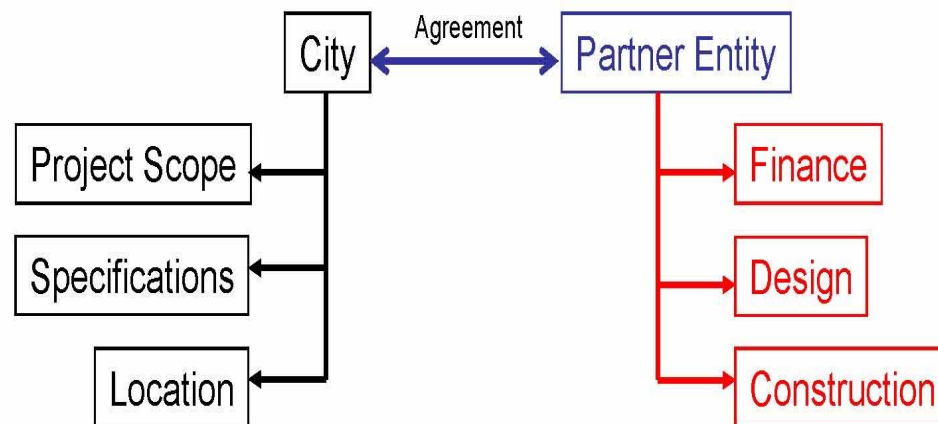 City
Agreement
Partner Entity
Project Scope
Finance
Specifications
Design
Location
Construction